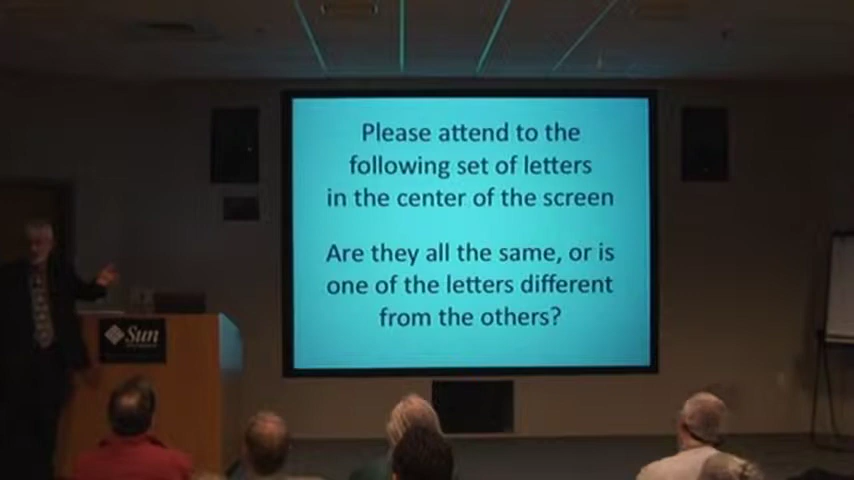 Please attend to the
following set of letters
in the center of the screen
Are they all the same, or is
one of the letters different
from the others?
Sun